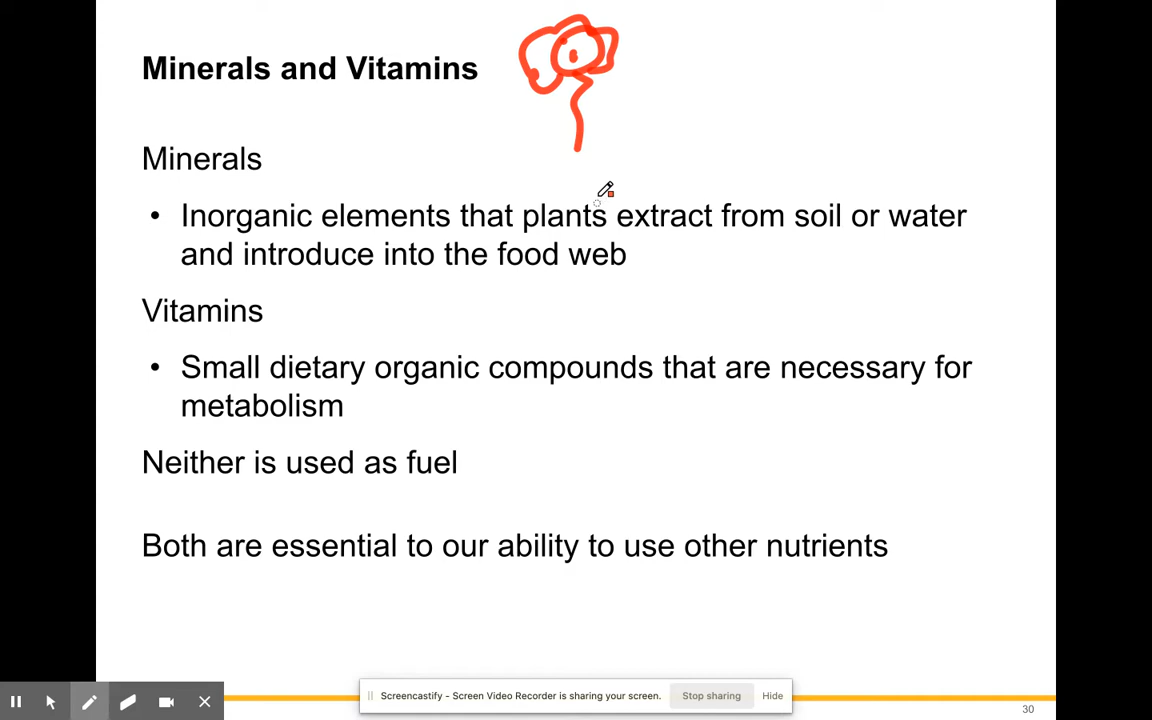 Minerals and Vitamins
Minerals
• Inorganic elements that plants extract from soil or water
and introduce into the food web
Vitamins
• Small dietary organic compounds that are necessary for
metabolism
Neither is used as fuel
Both are essential to our ability to use other nutrients
Screencastify - Screen Video Recorder is sharing your screen. Stop sharing Hide
30